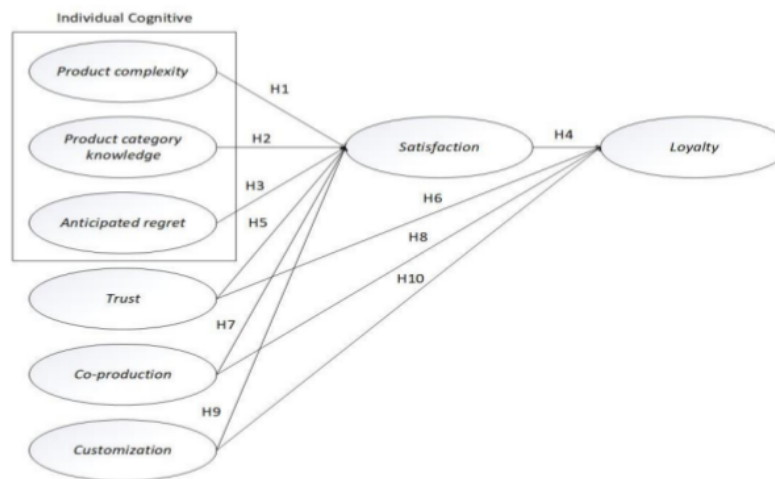 Individual Cognitive
Product complexity
H1
Product category
knowledge
H2
Satisfaction
H4
Loyalty
H3
Anticipated regret
H5
H6
H8
Trust
H10
H7
Co-production
H9
Customization